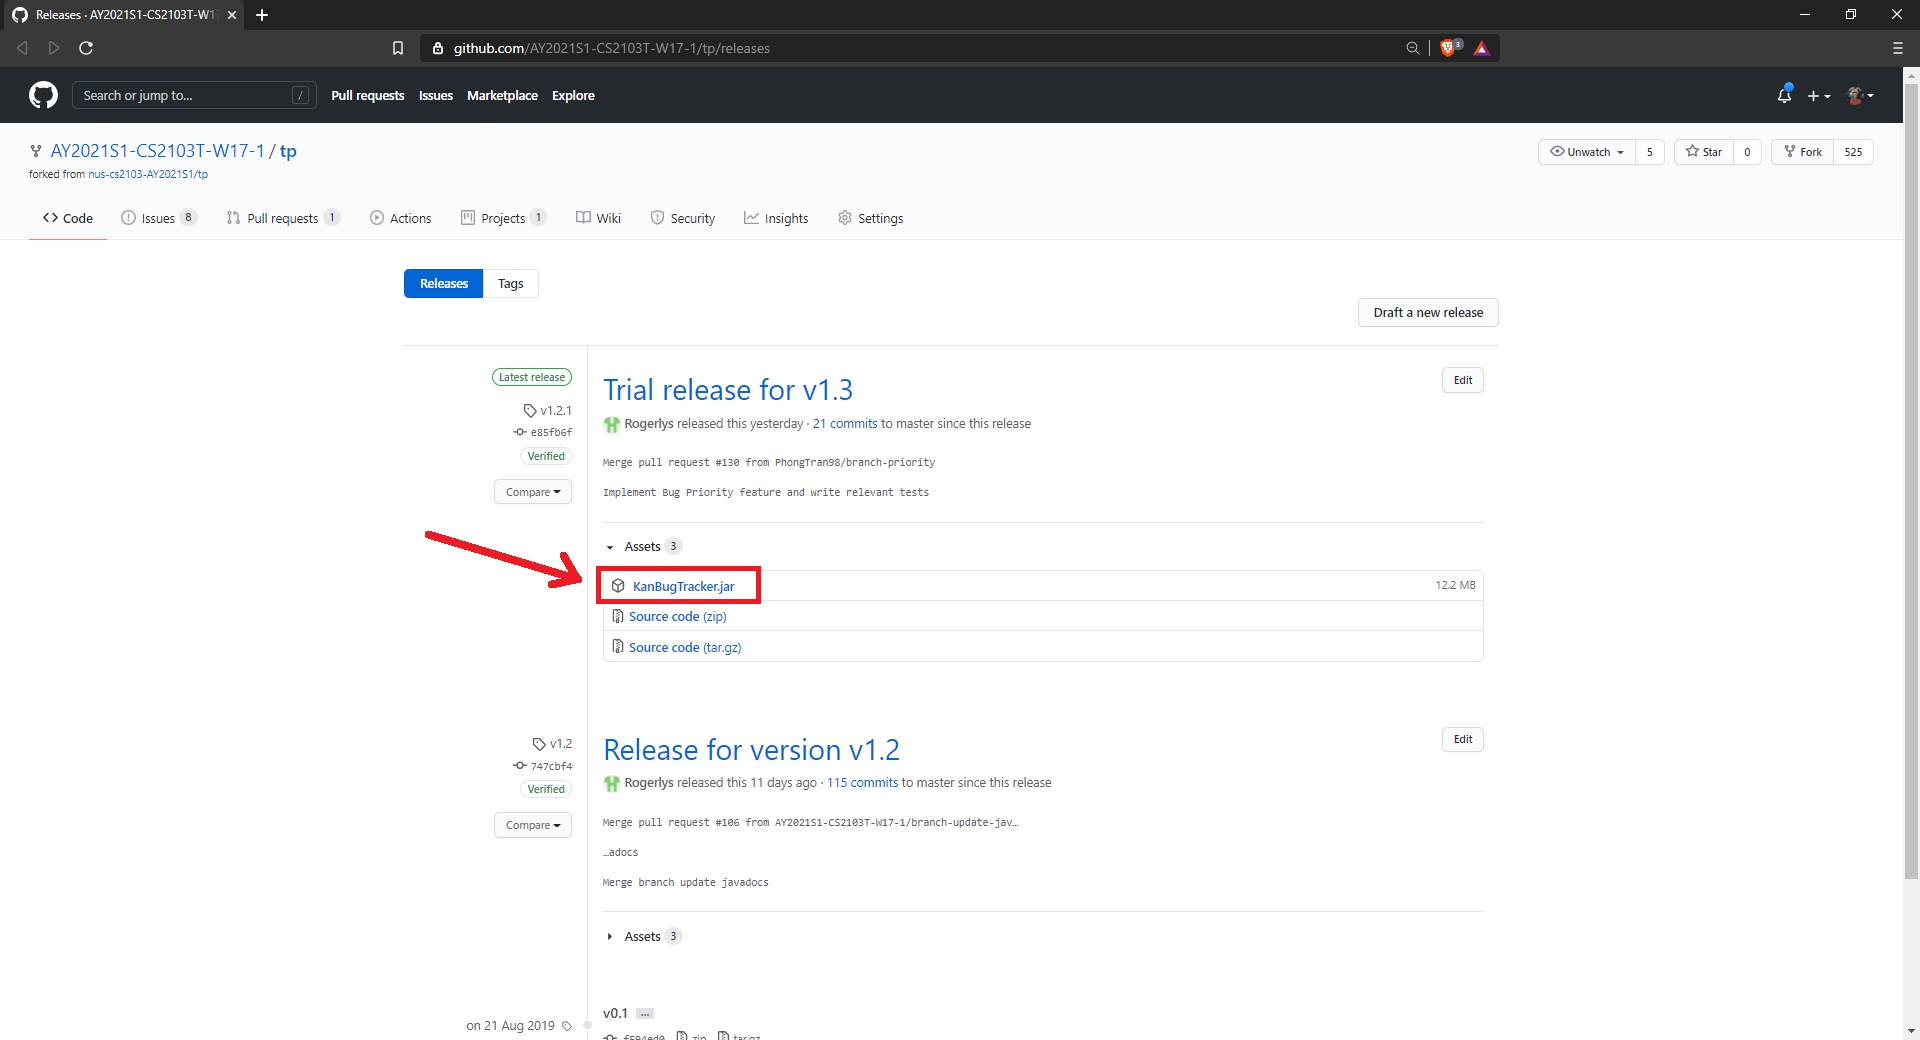 Releases · AY2021S1-CS2103T-W17
github.com/AY2021S1-CS2103T-W17-1/tp/releases
3
Search or jump to... /
Pull requests Issues Marketplace Explore
AY2021S1-CS2103T-W17-1 / tp
forked from nus-cs2103-AY2021S1/tp
Unwatch 5 Star 0 Fork 525
Code Issues 8 Pull requests 1 Actions Projects 1 Wiki Security Insights Settings
Releases Tags
Draft a new release
Latest release
v1.2.1
e85fb6f
Verified
Compare
Trial release for v1.3
Edit
Rogerlys released this yesterday · 21 commits to master since this release
Merge pull request #130 from PhongTran98/branch-priority
Implement Bug Priority feature and write relevant tests
Assets 3
KanBugTracker.jar 12.2 MB
Source code (zip)
Source code (tar.gz)
v1.2
747cbf4
Verified
Compare
Release for version v1.2
Edit
Rogerlys released this 11 days ago · 115 commits to master since this release
Merge pull request #106 from AY2021S1-CS2103T-W17-1/branch-update-jav…
…adocs
Merge branch update javadocs
Assets 3
on 21 Aug 2019
v0.1 …
f594ed0 zip tar.gz